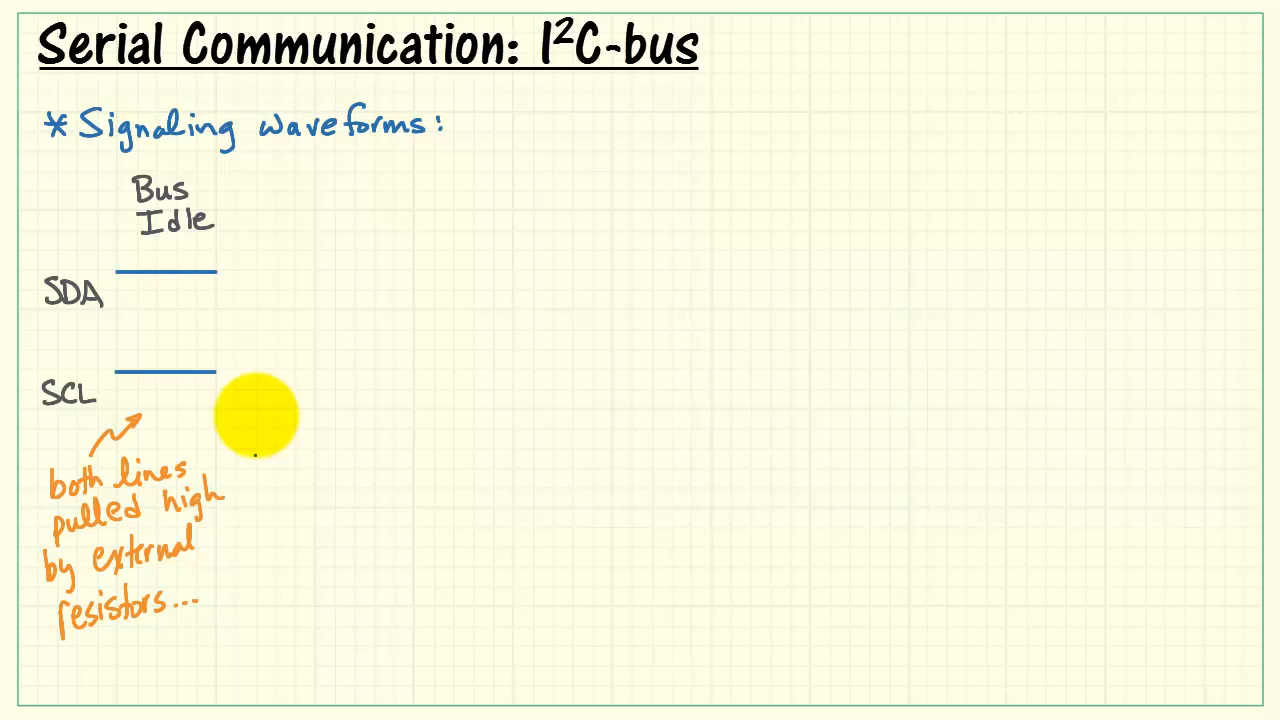 Serial Communication: I²C-bus
* Signaling waveforms:
Bus
Idle
SDA
SCL
both lines
pulled high
by external
resistors...